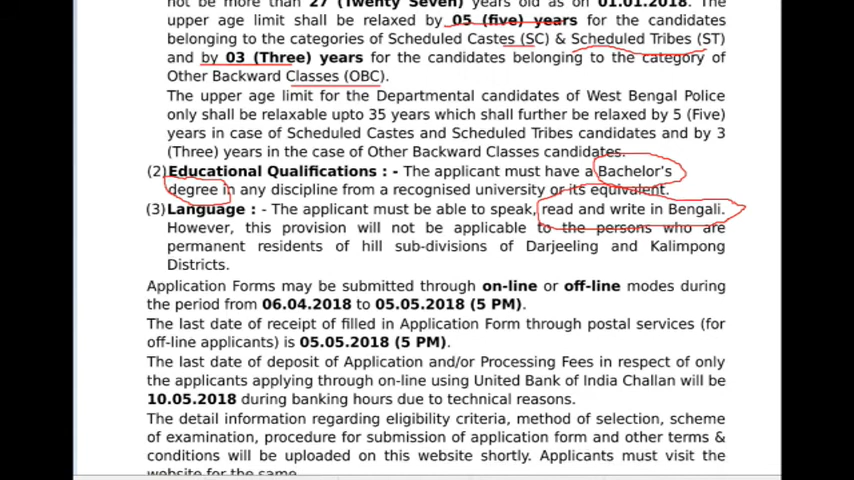 not be more than 27 (Twenty Seven) years old as on 01.01.2018. The
upper age limit shall be relaxed by 05 (five) years for the candidates
belonging to the categories of Scheduled Castes (SC) & Scheduled Tribes (ST)
and by 03 (Three) years for the candidates belonging to the category of
Other Backward Classes (OBC).
The upper age limit for the Departmental candidates of West Bengal Police
only shall be relaxable upto 35 years which shall further be relaxed by 5 (Five)
years in case of Scheduled Castes and Scheduled Tribes candidates and by 3
(Three) years in the case of Other Backward Classes candidates.
(2) Educational Qualifications : - The applicant must have a Bachelor's
degree in any discipline from a recognised university or its equivalent.
(3) Language : - The applicant must be able to speak, read and write in Bengali.
However, this provision will not be applicable to the persons who are
permanent residents of hill sub-divisions of Darjeeling and Kalimpong
Districts.
Application Forms may be submitted through on-line or off-line modes during
the period from 06.04.2018 to 05.05.2018 (5 PM).
The last date of receipt of filled in Application Form through postal services (for
off-line applicants) is 05.05.2018 (5 PM).
The last date of deposit of Application and/or Processing Fees in respect of only
the applicants applying through on-line using United Bank of India Challan will be
10.05.2018 during banking hours due to technical reasons.
The detail information regarding eligibility criteria, method of selection, scheme
of examination, procedure for submission of application form and other terms &
conditions will be uploaded on this website shortly. Applicants must visit the
website for the same.